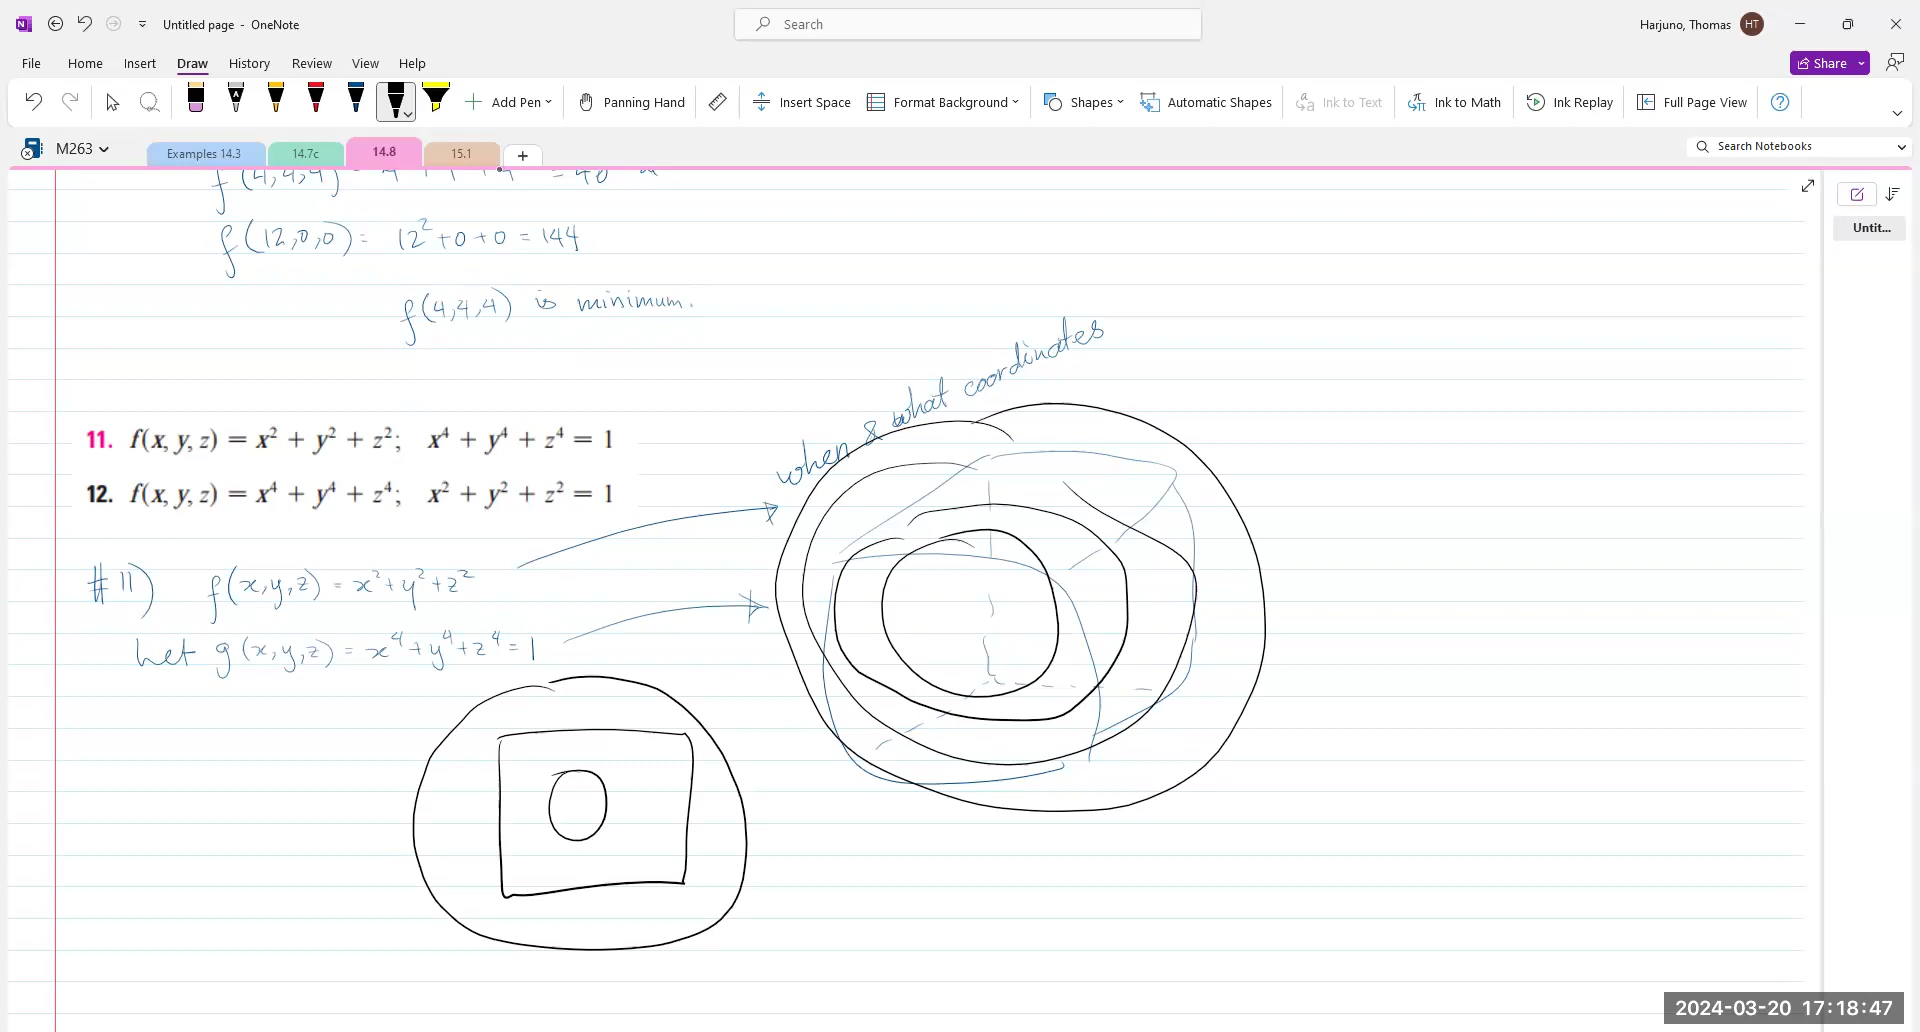 Untitled page - OneNote
Search
Harjuno, Thomas
HT
File Home Insert Draw History Review View Help
Share
Add Pen
Panning Hand
Insert Space
Format Background
Shapes
Automatic Shapes
Ink to Text
Ink to Math
Ink Replay
Full Page View
M263
Examples 14.3
14.7c
14.8
15.1
Search Notebooks
Untit...
f(4,4,4) = 48
f(12,0,0) = 12² + 0 + 0 = 144
f(4,4,4) is minimum.
when & what coordinates
11. f(x, y, z) = x² + y² + z²; x⁴ + y⁴ + z⁴ = 1
12. f(x, y, z) = x⁴ + y⁴ + z⁴; x² + y² + z² = 1
#11) f(x,y,z) = x² + y² + z²
Let g(x,y,z) = x⁴ + y⁴ + z⁴ = 1
2024-03-20 17:18:47